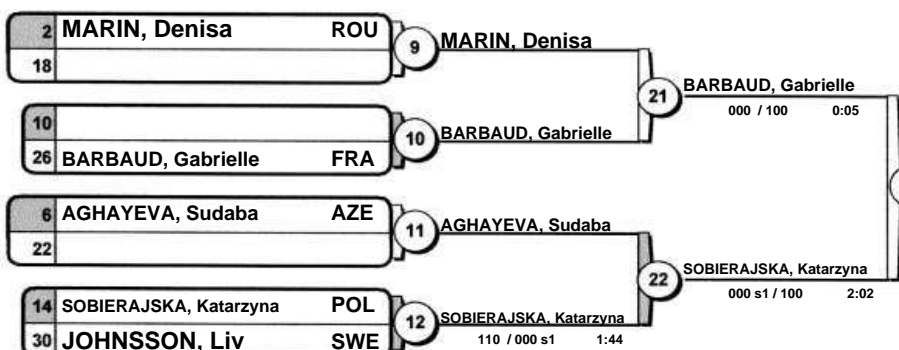 2 MARIN, Denisa ROU
18
9 MARIN, Denisa
10
26 BARBAUD, Gabrielle FRA
10 BARBAUD, Gabrielle
21 BARBAUD, Gabrielle
000 / 100 0:05
6 AGHAYEVA, Sudaba AZE
22
11 AGHAYEVA, Sudaba
14 SOBIERAJSKA, Katarzyna POL
30 JOHNSSON, Liv SWE
12 SOBIERAJSKA, Katarzyna
110 / 000 s1 1:44
22 SOBIERAJSKA, Katarzyna
000 s1 / 100 2:02